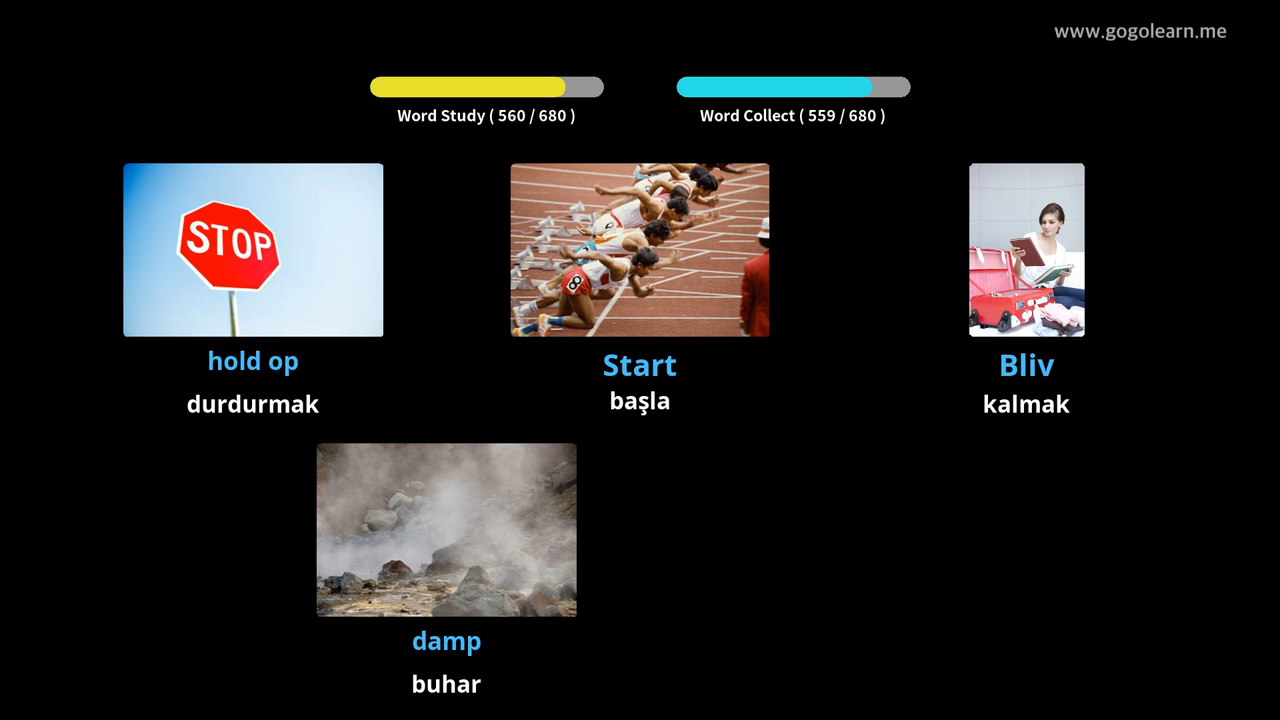 www.gogolearn.me
Word Study ( 560 / 680 )
Word Collect ( 559 / 680 )
STOP
8
hold op
durdurmak
Start
başla
Bliv
kalmak
damp
buhar